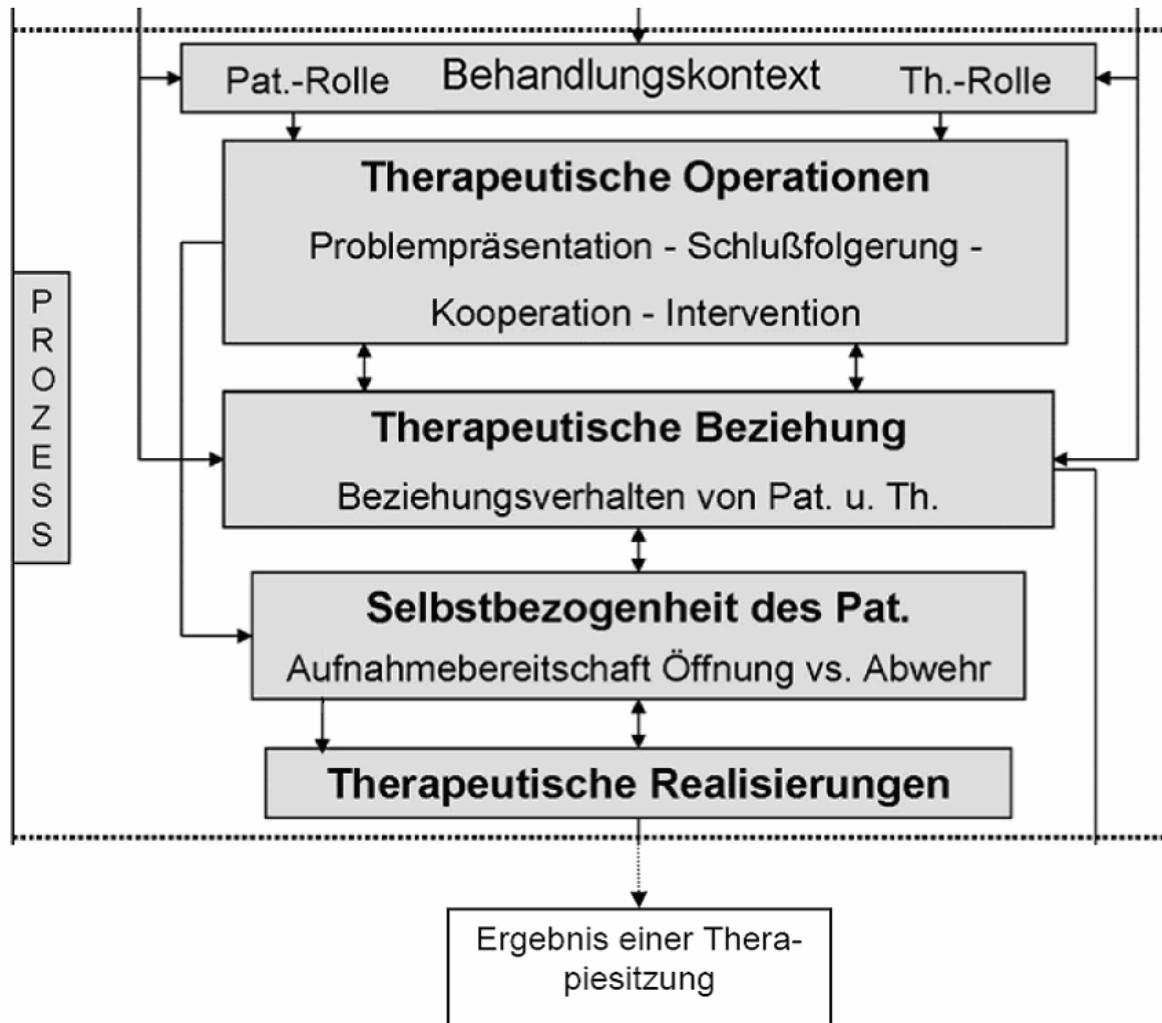 Pat.-Rolle Behandlungskontext Th.-Rolle
Therapeutische Operationen
Problempräsentation - Schlußfolgerung -
Kooperation - Intervention
PROZESS
Therapeutische Beziehung
Beziehungsverhalten von Pat. u. Th.
Selbstbezogenheit des Pat.
Aufnahmebereitschaft Öffnung vs. Abwehr
Therapeutische Realisierungen
Ergebnis einer Thera-
piesitzung